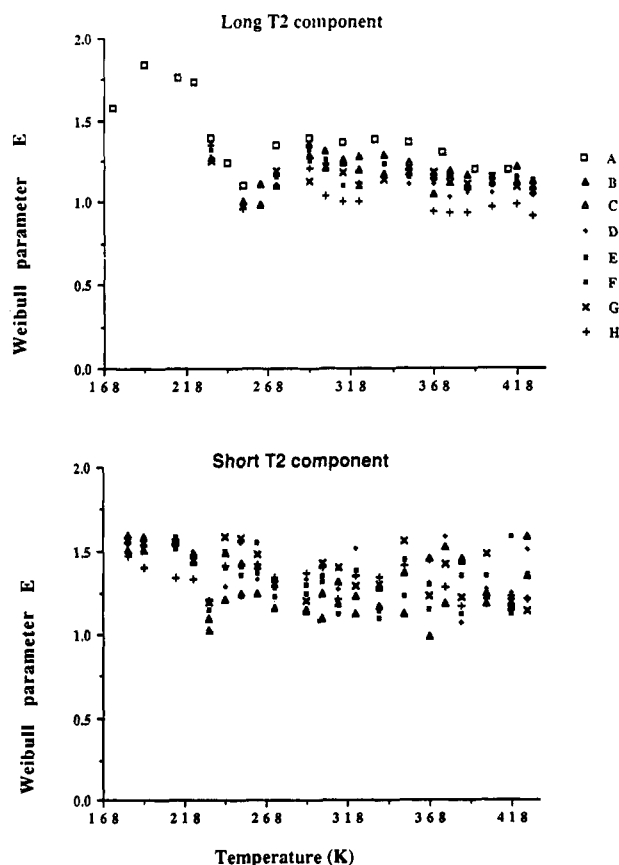 Long T2 component
2.0
1.5
1.0
0.5
0.0
168 218 268 318 368 418
Weibull parameter E
A
B
C
D
E
F
G
H
Short T2 component
2.0
1.5
1.0
0.5
0.0
168 218 268 318 368 418
Weibull parameter E
Temperature (K)